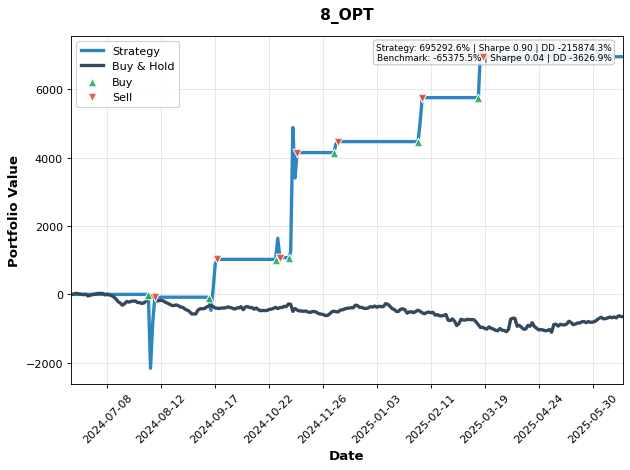 8_OPT
Strategy: 695292.6% | Sharpe 0.90 | DD -215874.3%
Benchmark: -65375.5% | Sharpe 0.04 | DD -3626.9%
Strategy
Buy & Hold
Buy
Sell
Portfolio Value
6000
4000
2000
0
−2000
2024-07-08
2024-08-12
2024-09-17
2024-10-22
2024-11-26
2025-01-03
2025-02-11
2025-03-19
2025-04-24
2025-05-30
Date